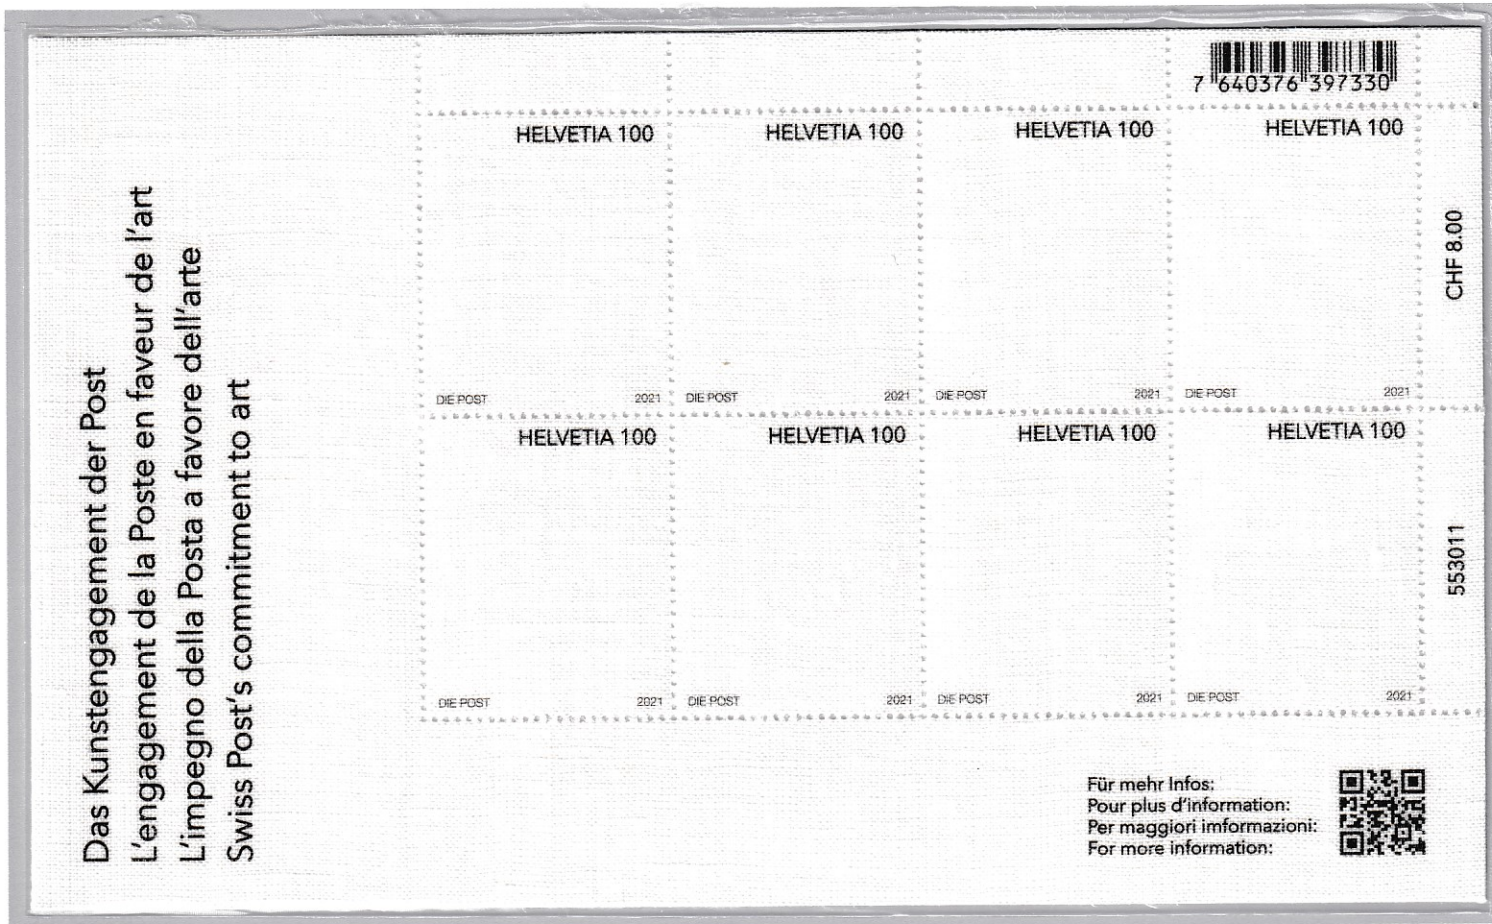 Das Kunstengagement der Post
L'engagement de la Poste en faveur de l'art
L'impegno della Posta a favore dell'arte
Swiss Post's commitment to art
7 640376 397330
HELVETIA 100 HELVETIA 100 HELVETIA 100 HELVETIA 100
DIE POST 2021 DIE POST 2021 DIE POST 2021 DIE POST 2021
HELVETIA 100 HELVETIA 100 HELVETIA 100 HELVETIA 100
DIE POST 2021 DIE POST 2021 DIE POST 2021 DIE POST 2021
CHF 8.00
553011
Für mehr Infos:
Pour plus d'information:
Per maggiori imformazioni:
For more information: